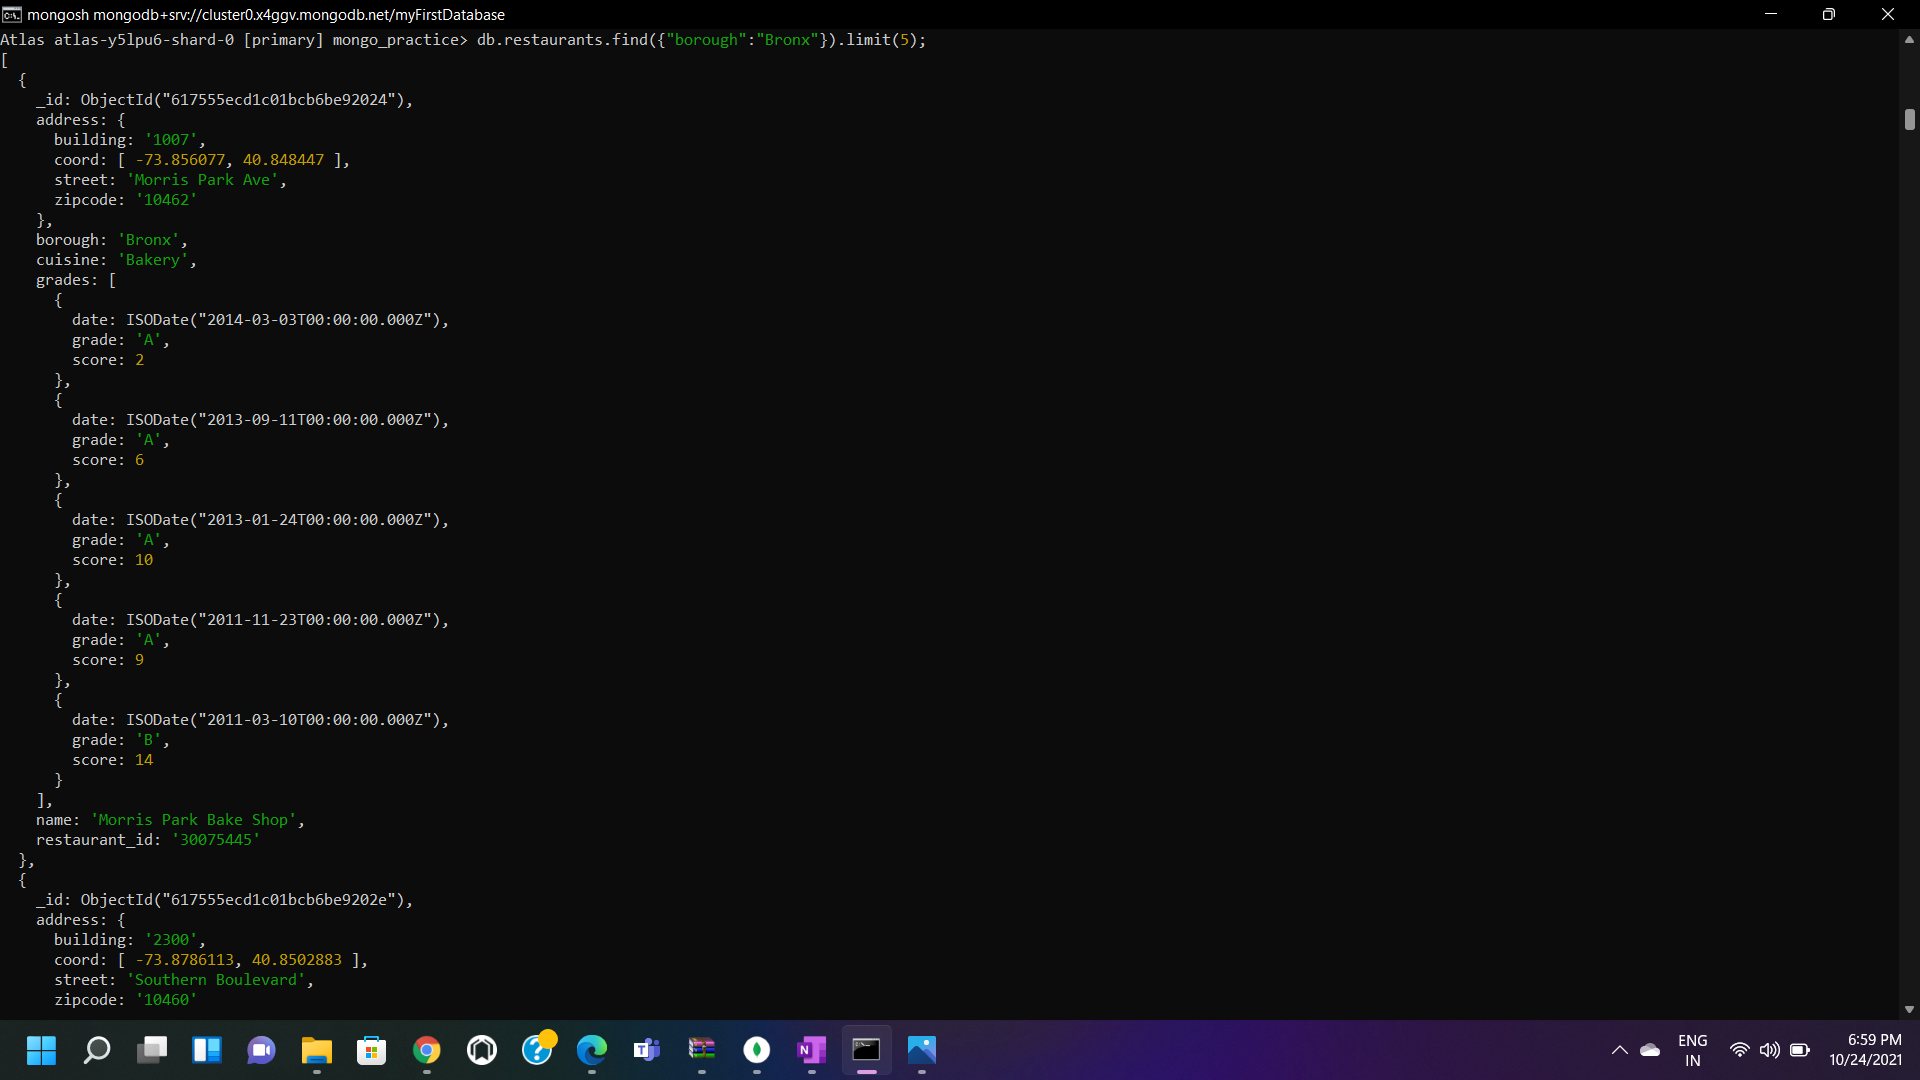 mongosh mongodb+srv://cluster0.x4ggv.mongodb.net/myFirstDatabase
Atlas atlas-y5lpu6-shard-0 [primary] mongo_practice> db.restaurants.find({"borough":"Bronx"}).limit(5);
[
  {
    _id: ObjectId("617555ecd1c01bcb6be92024"),
    address: {
      building: '1007',
      coord: [ -73.856077, 40.848447 ],
      street: 'Morris Park Ave',
      zipcode: '10462'
    },
    borough: 'Bronx',
    cuisine: 'Bakery',
    grades: [
      {
        date: ISODate("2014-03-03T00:00:00.000Z"),
        grade: 'A',
        score: 2
      },
      {
        date: ISODate("2013-09-11T00:00:00.000Z"),
        grade: 'A',
        score: 6
      },
      {
        date: ISODate("2013-01-24T00:00:00.000Z"),
        grade: 'A',
        score: 10
      },
      {
        date: ISODate("2011-11-23T00:00:00.000Z"),
        grade: 'A',
        score: 9
      },
      {
        date: ISODate("2011-03-10T00:00:00.000Z"),
        grade: 'B',
        score: 14
      }
    ],
    name: 'Morris Park Bake Shop',
    restaurant_id: '30075445'
  },
  {
    _id: ObjectId("617555ecd1c01bcb6be9202e"),
    address: {
      building: '2300',
      coord: [ -73.8786113, 40.8502883 ],
      street: 'Southern Boulevard',
      zipcode: '10460'
ENG
IN
6:59 PM
10/24/2021